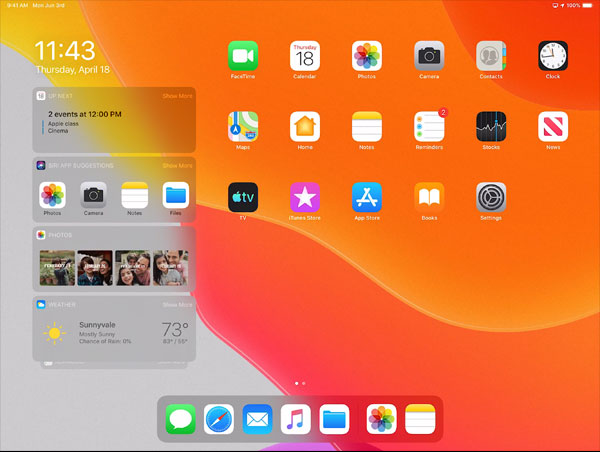 9:41 AM Mon Jun 3rd
100%
11:43
Thursday, April 18
18 UP NEXT Show More
2 events at 12:00 PM
Apple class
Cinema
SIRI APP SUGGESTIONS Show More
Photos Camera Notes Files
PHOTOS
WEATHER Show More
Sunnyvale 73°
Mostly Sunny
Chance of Rain: 0% 83° / 55°
Thursday
18
FaceTime Calendar Photos Camera Contacts Clock
2
Maps Home Notes Reminders Stocks News
tv
TV iTunes Store App Store Books Settings